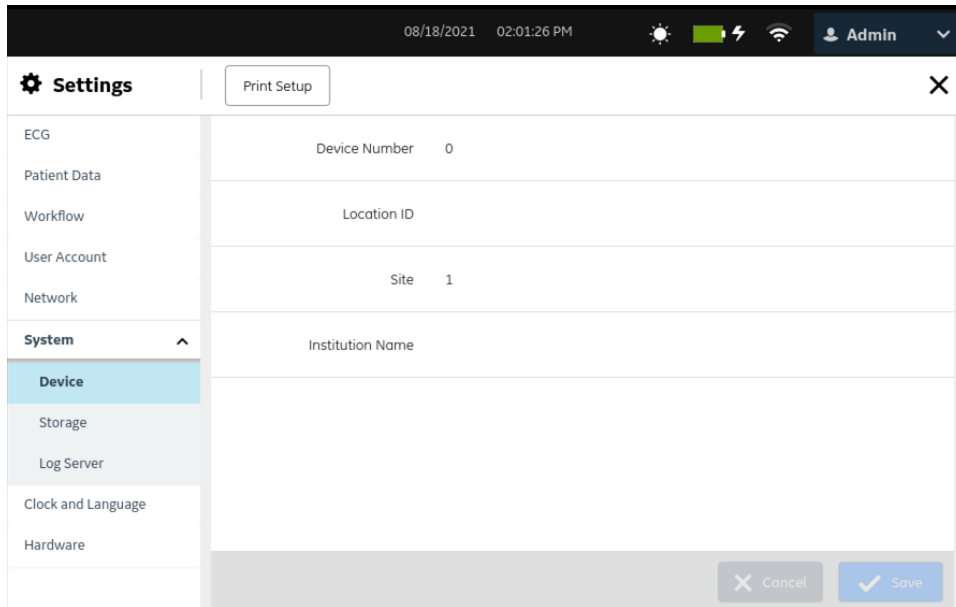 08/18/2021 02:01:26 PM Admin
Settings Print Setup
ECG
Patient Data
Workflow
User Account
Network
System
Device
Storage
Log Server
Clock and Language
Hardware
Device Number 0
Location ID
Site 1
Institution Name
Cancel Save